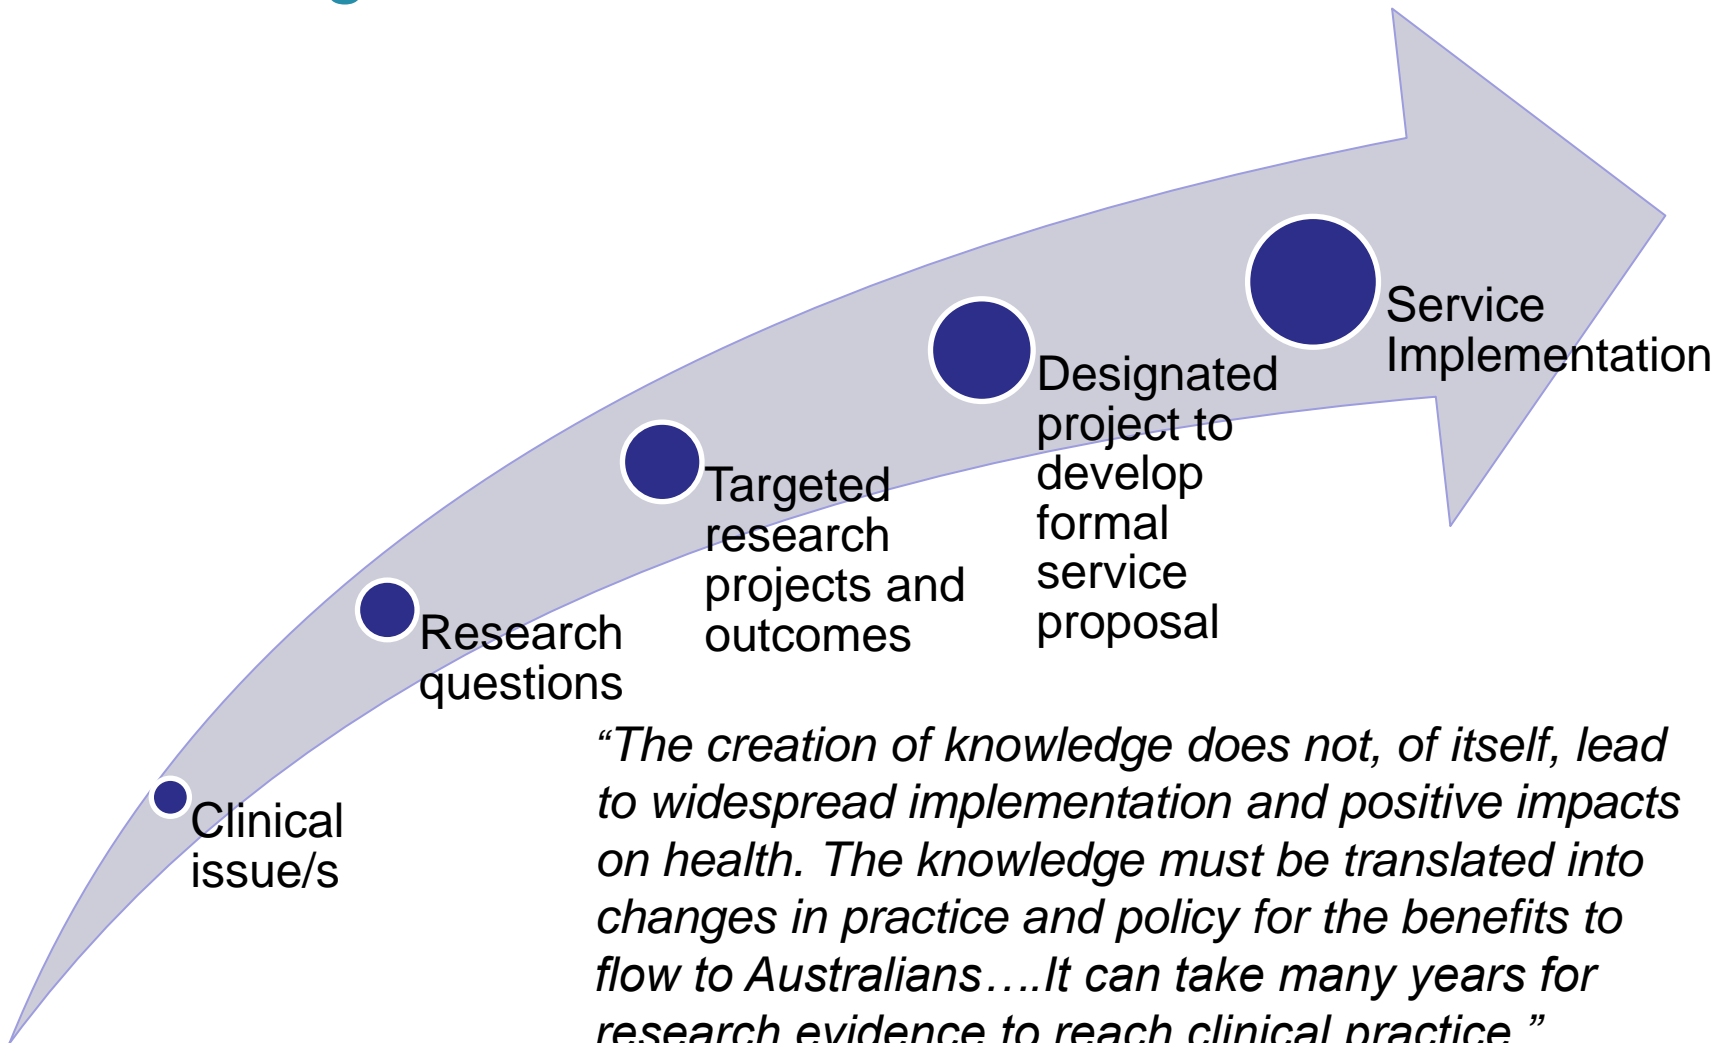 Service
Implementation
Designated
project to
develop
formal
service
proposal
Targeted
research
projects and
outcomes
Research
questions
Clinical
issue/s
“The creation of knowledge does not, of itself, lead
to widespread implementation and positive impacts
on health. The knowledge must be translated into
changes in practice and policy for the benefits to
flow to Australians….It can take many years for
research evidence to reach clinical practice.”